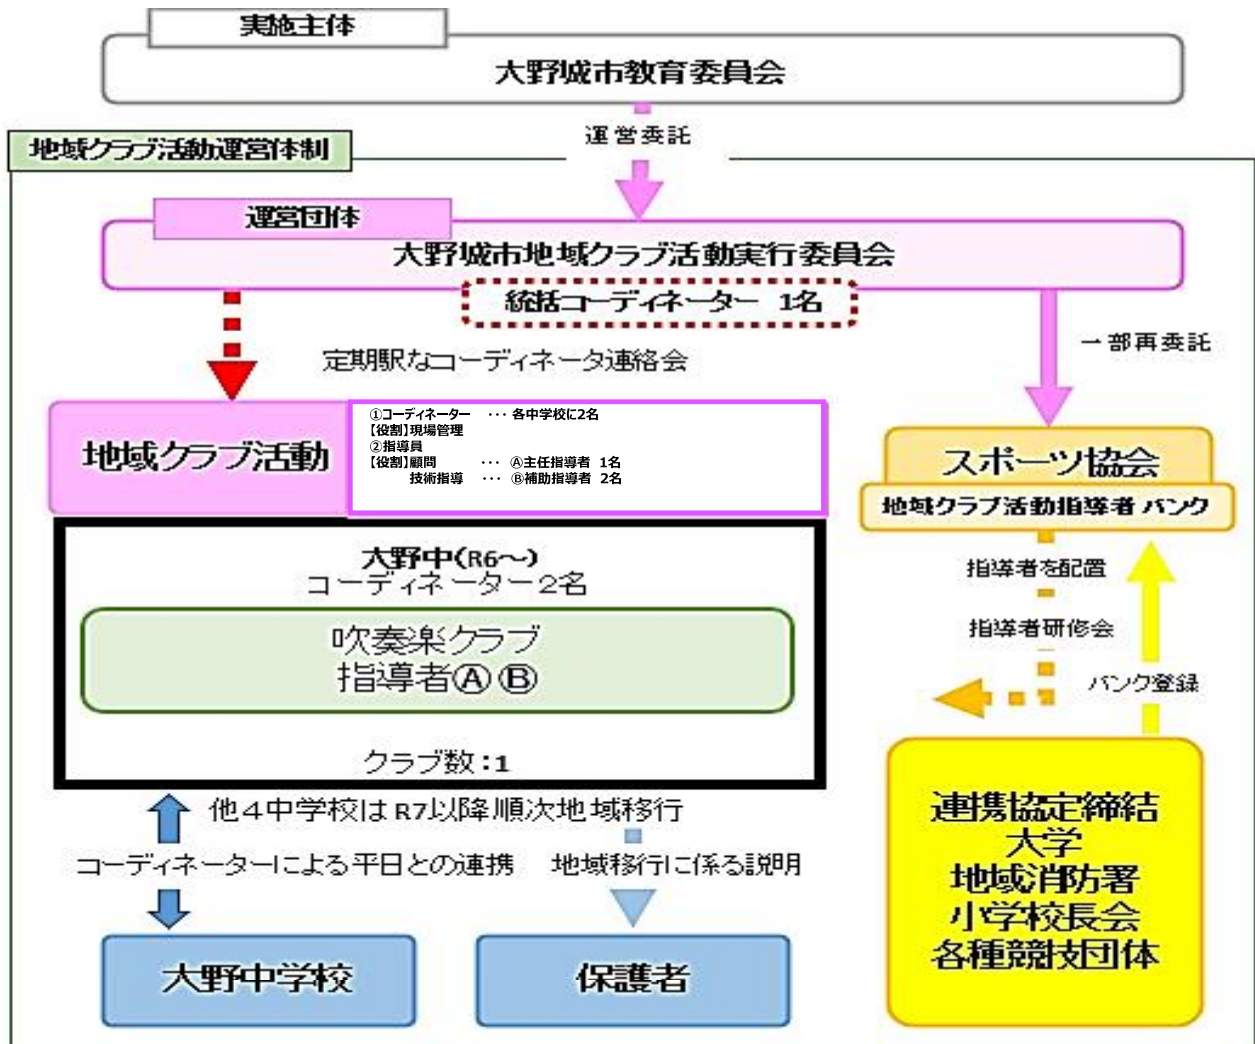 実施主体
大野城市教育委員会
運営委託
地域クラブ活動運営体制
運営団体
大野城市地域クラブ活動実行委員会
統括コーディネーター 1名
定期駅なコーディネータ連絡会
一部再委託
地域クラブ活動
①コーディネーター ･･･ 各中学校に2名
【役割】現場管理
②指導員
【役割】顧問 ･･･ Ⓐ主任指導者 1名
技術指導 ･･･ Ⓑ補助指導者 2名
スポーツ協会
地域クラブ活動指導者バンク
大野中(R6～)
コーディネーター2名
吹奏楽クラブ
指導者ⒶⒷ
クラブ数：1
指導者を配置
指導者研修会
バンク登録
他４中学校はR7以降順次地域移行
コーディネーターによる平日との連携
地域移行に係る説明
大野中学校
保護者
連携協定締結
大学
地域消防署
小学校長会
各種競技団体